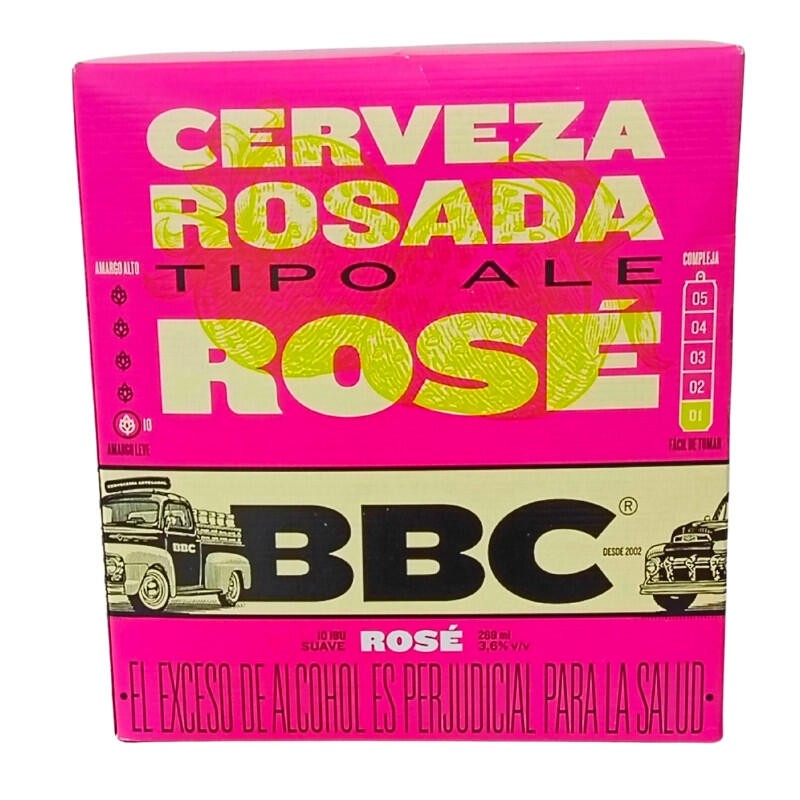 CERVEZA
ROSADA
TIPO ALE
ROSÉ
AMARGO ALTO
10
AMARGO LEVE
COMPLEJA
05
04
03
02
01
FÁCIL DE TOMAR
CERVECERÍA ARTESANAL
BBC
BBC®
DESDE 2002
10 IBU
SUAVE
ROSÉ
269 ml
3,6% v/v
•EL EXCESO DE ALCOHOL ES PERJUDICIAL PARA LA SALUD•